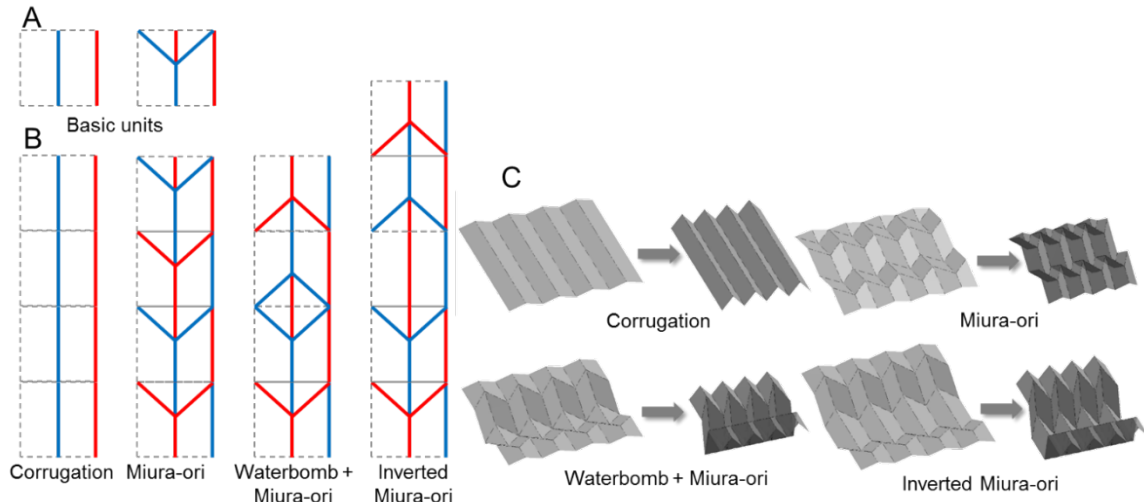 A
Basic units
B
Corrugation
Miura-ori
Waterbomb +
Miura-ori
Inverted
Miura-ori
C
Corrugation
Miura-ori
Waterbomb + Miura-ori
Inverted Miura-ori